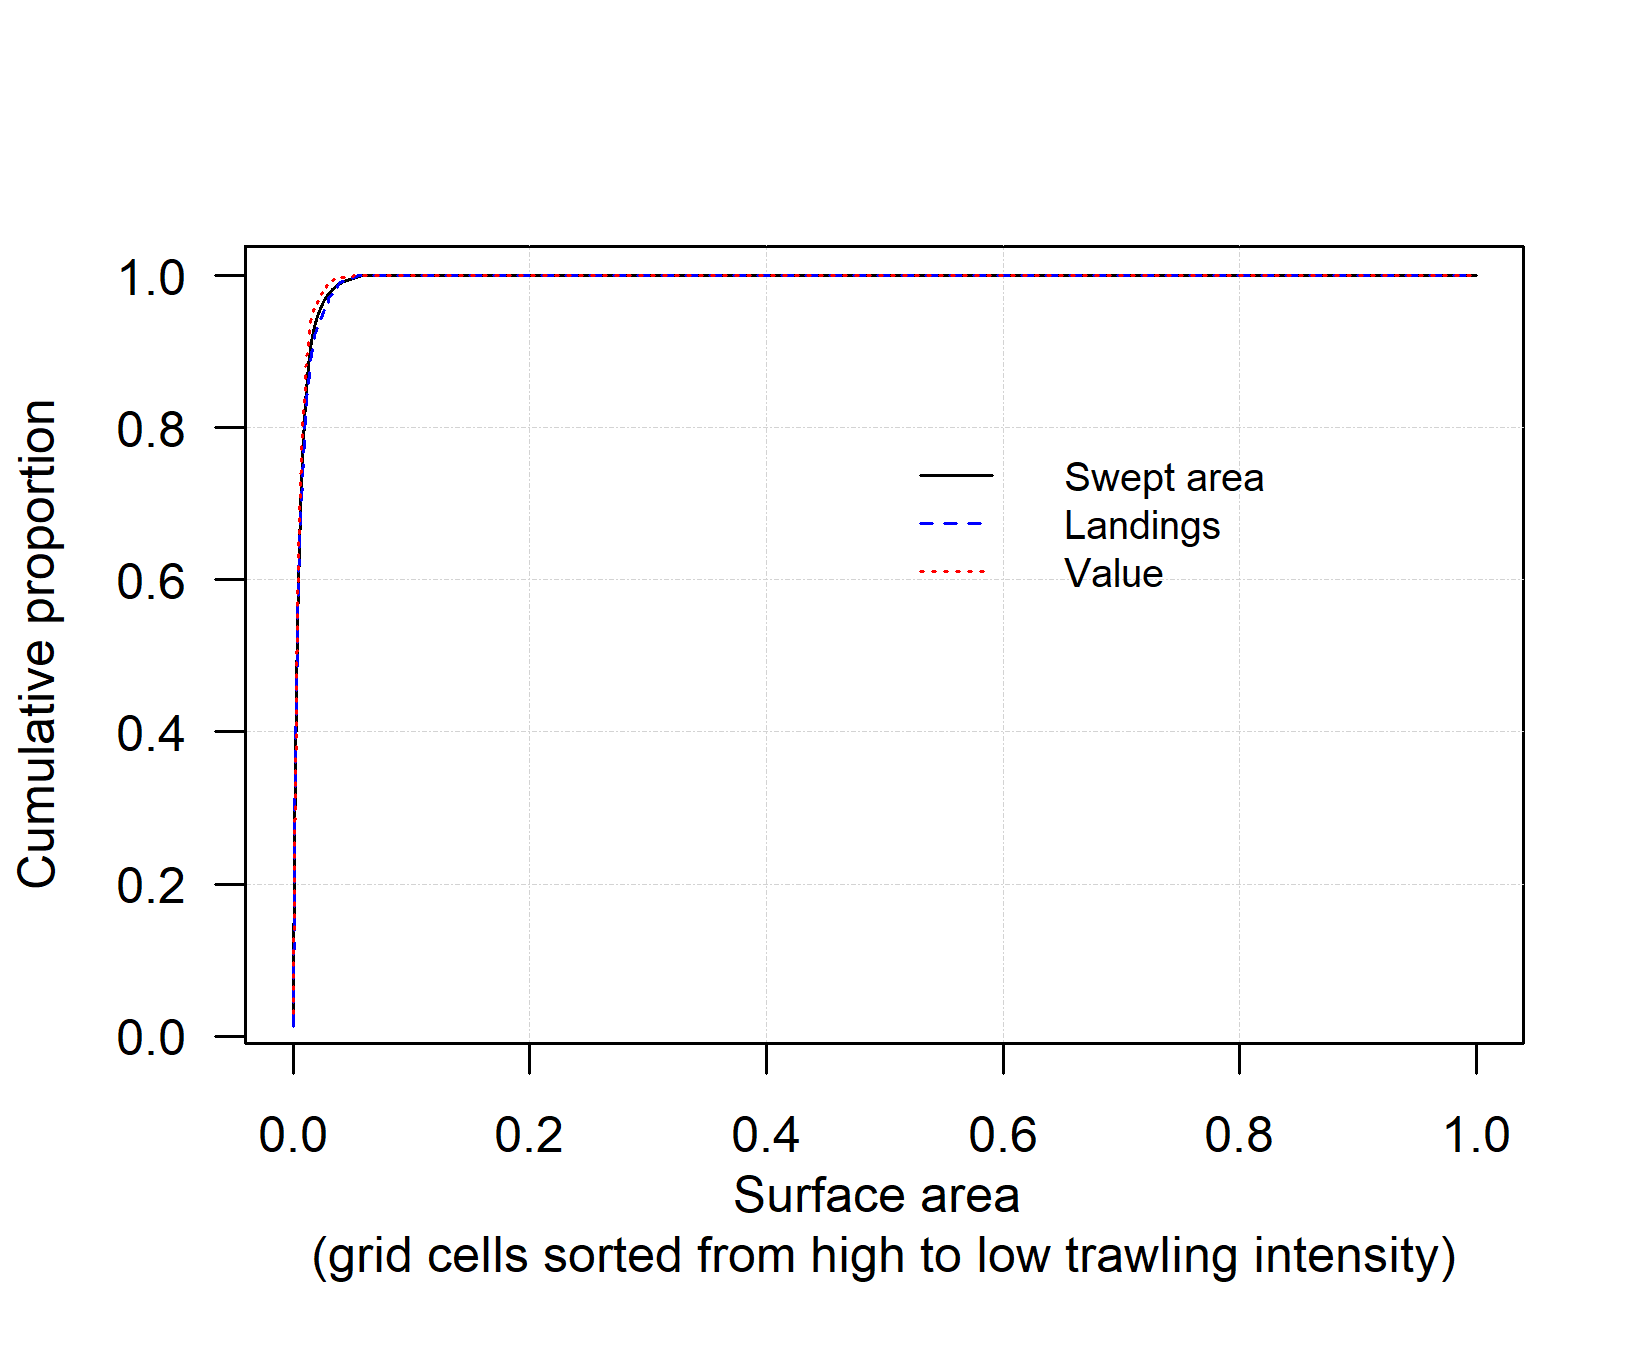 1.0
0.8
0.6
0.4
0.2
0.0
Cumulative proportion
Swept area
Landings
Value
0.0 0.2 0.4 0.6 0.8 1.0
Surface area
(grid cells sorted from high to low trawling intensity)